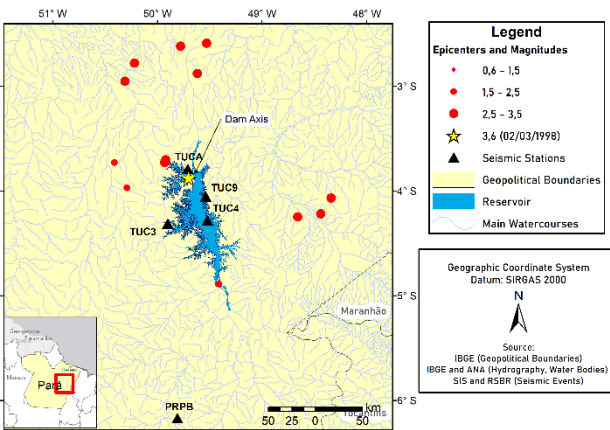 51° W
50° W
49° W
48° W
3° S
4° S
5° S
6° S
Dam Axis
TUCA
TUC9
TUC4
TUC3
Maranhão
Tocantins
PRPB
50 25 0 50
km
Pará
Belém
Legend
Epicenters and Magnitudes
0,6 – 1,5
1,5 – 2,5
2,5 – 3,5
3,6 (02/03/1998)
Seismic Stations
Geopolitical Boundaries
Reservoir
Main Watercourses
Geographic Coordinate System
Datum: SIRGAS 2000
N
Source:
IBGE (Geopolitical Boundaries)
IBGE and ANA (Hydrography, Water Bodies)
SIS and RSBR (Seismic Events)